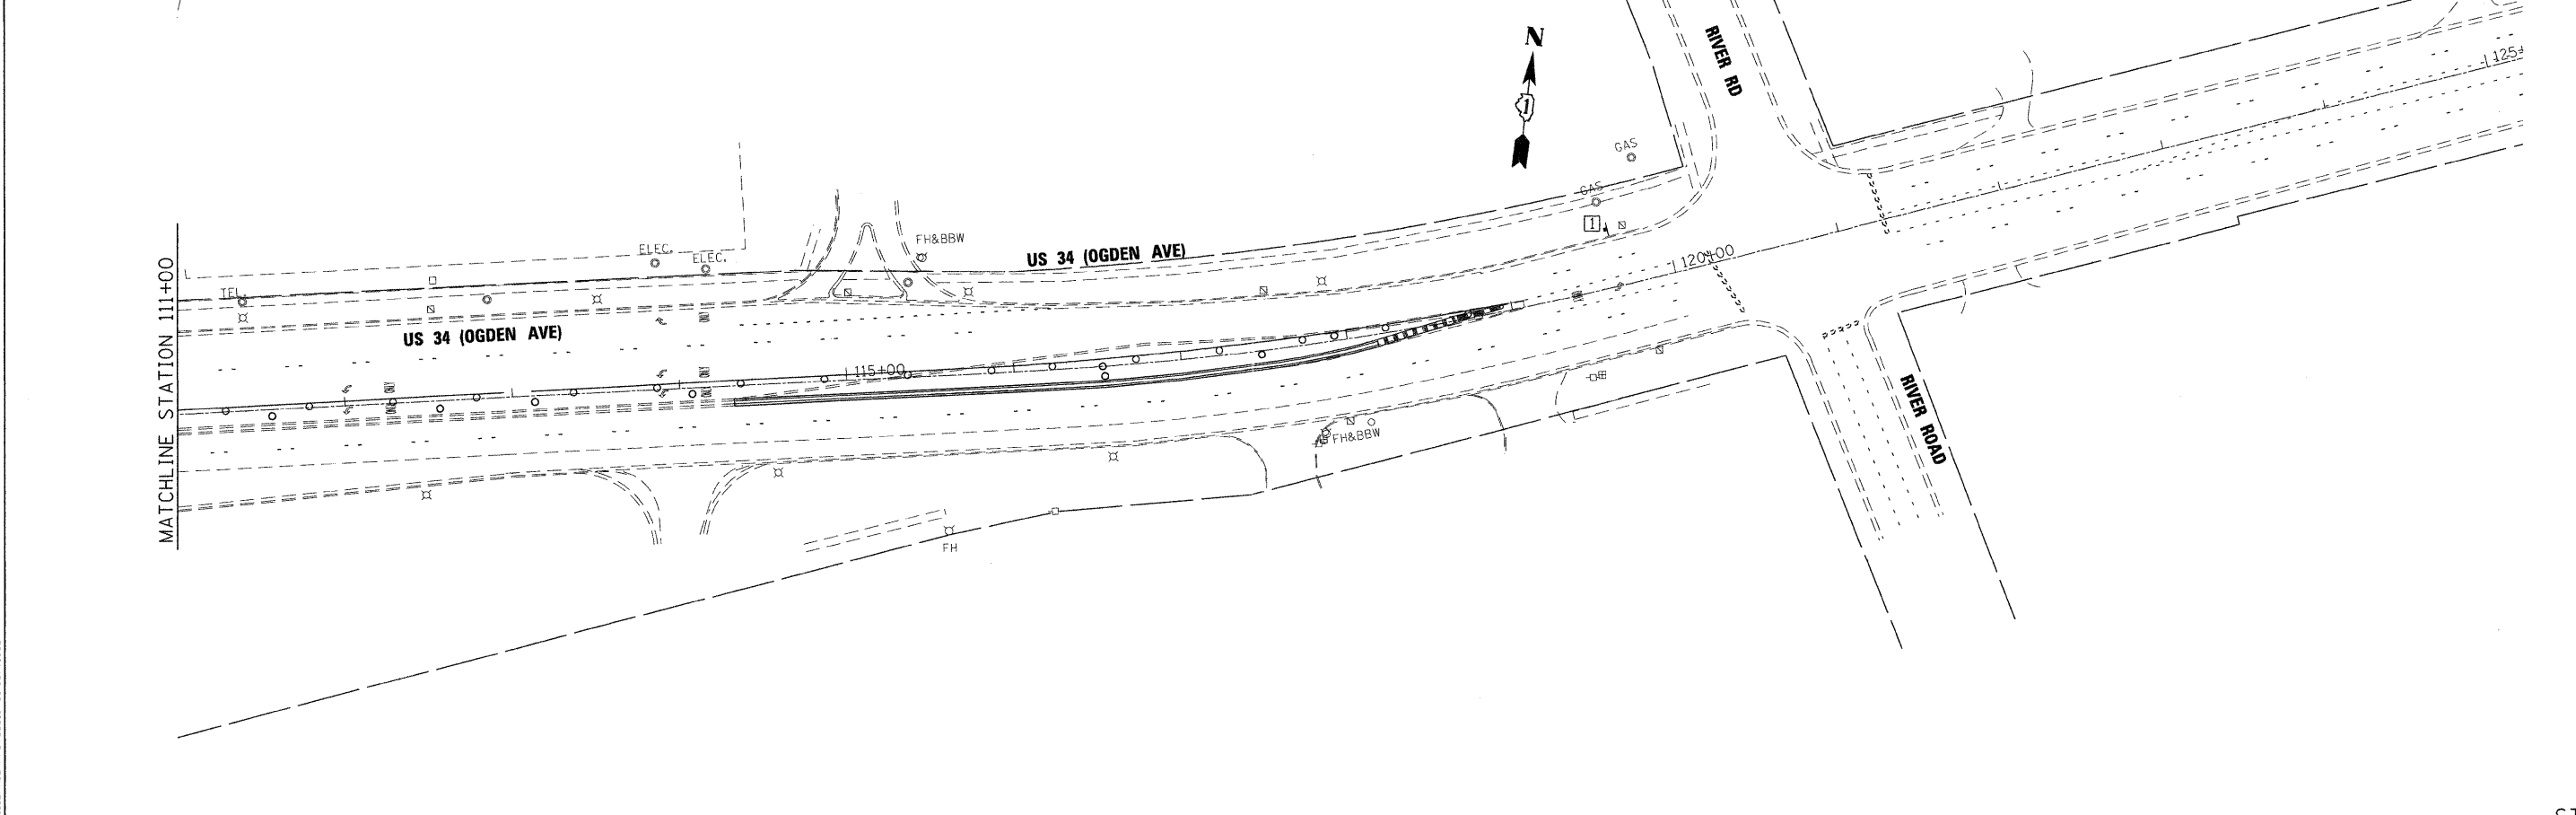 N
1
RIVER RD
125+
GAS
GAS
1
FH&BBW
ELEC.
ELEC.
US 34 (OGDEN AVE)
120+00
TEL.
US 34 (OGDEN AVE)
115+00
MATCHLINE STATION 111+00
RIVER ROAD
FH&BBW
FH